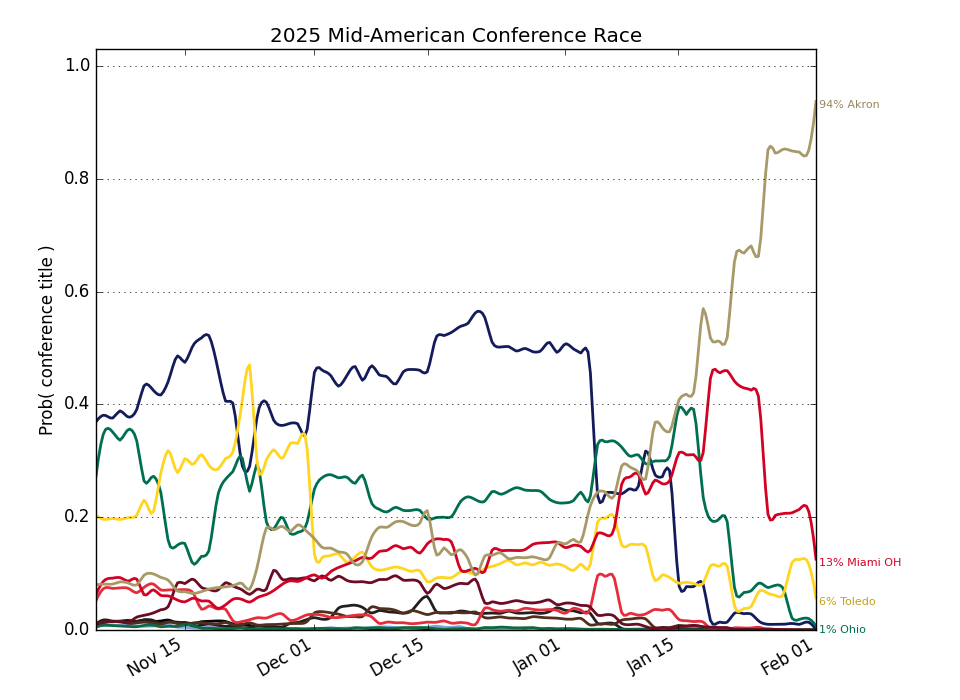 2025 Mid-American Conference Race
Prob( conference title )
1.0
0.8
0.6
0.4
0.2
0.0
94% Akron
13% Miami OH
6% Toledo
1% Ohio
Nov 15
Dec 01
Dec 15
Jan 01
Jan 15
Feb 01